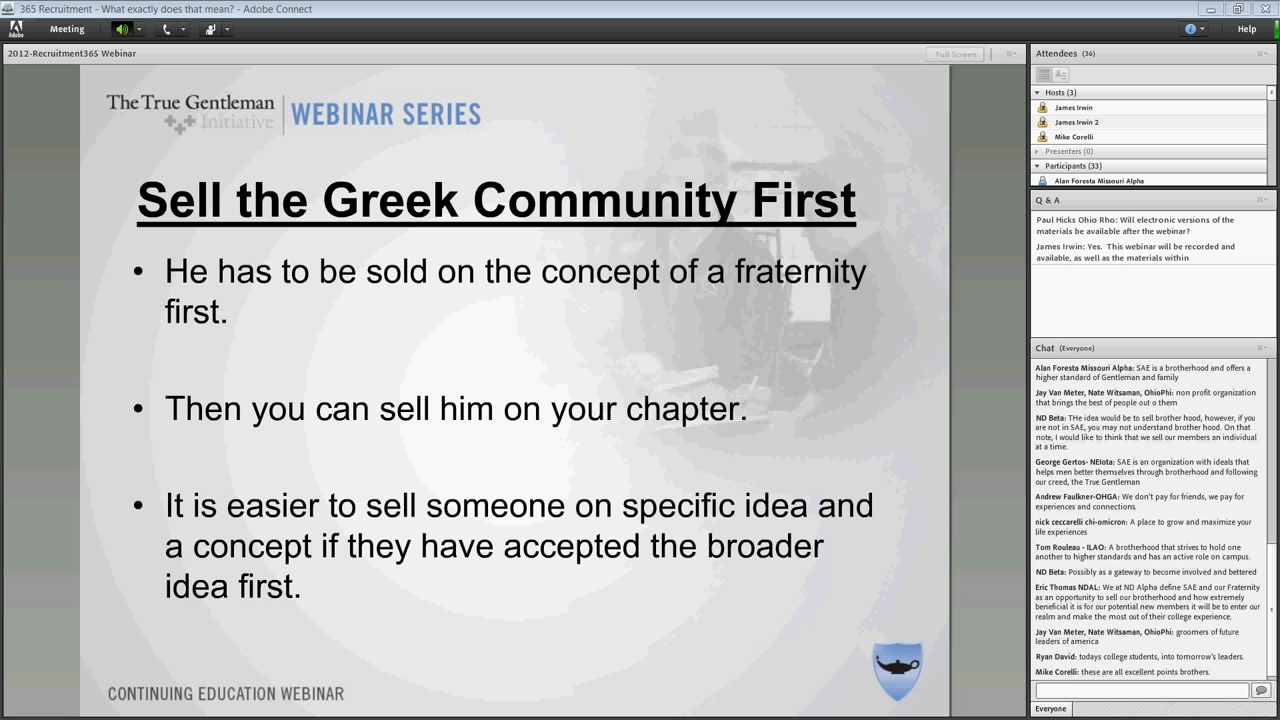 365 Recruitment - What exactly does that mean? - Adobe Connect
Adobe
Meeting
Help
2012-Recruitment365 Webinar
Full Screen
The True Gentleman
Initiative
WEBINAR SERIES
Sell the Greek Community First
• He has to be sold on the concept of a fraternity
first.
• Then you can sell him on your chapter.
• It is easier to sell someone on specific idea and
a concept if they have accepted the broader
idea first.
CONTINUING EDUCATION WEBINAR
Attendees (36)
Hosts (3)
James Irwin
James Irwin 2
Mike Corelli
Presenters (0)
Participants (33)
Alan Foresta Missouri Alpha
Q & A
Paul Hicks Ohio Rho: Will electronic versions of the
materials be available after the webinar?
James Irwin: Yes. This webinar will be recorded and
available, as well as the materials within
Chat (Everyone)
Alan Foresta Missouri Alpha: SAE is a brotherhood and offers a
higher standard of Gentleman and family
Jay Van Meter, Nate Witsaman, OhioPhi: non profit organization
that brings the best of people out o them
ND Beta: THe idea would be to sell brother hood, however, if you
are not in SAE, you may not understand brother hood. On that
note, I would like to think that we sell our members an individual
at a time.
George Gertos- NEIota: SAE is an organization with ideals that
helps men better themselves through brotherhood and following
our creed, the True Gentleman
Andrew Faulkner-OHGA: We don't pay for friends, we pay for
experiences and connections.
nick ceccarelli chi-omicron: A place to grow and maximize your
life experiences
Tom Rouleau - ILAO: A brotherhood that strives to hold one
another to higher standards and has an active role on campus.
ND Beta: Possibly as a gateway to become involved and bettered
Eric Thomas NDAL: We at ND Alpha define SAE and our Fraternity
as an opportunity to sell our brotherhood and how extremely
beneficial it is for our potential new members it will be to enter our
realm and make the most out of their college experience.
Jay Van Meter, Nate Witsaman, OhioPhi: groomers of future
leaders of america
Ryan David: todays college students, into tomorrow's leaders.
Mike Corelli: these are all excellent points brothers.
Everyone